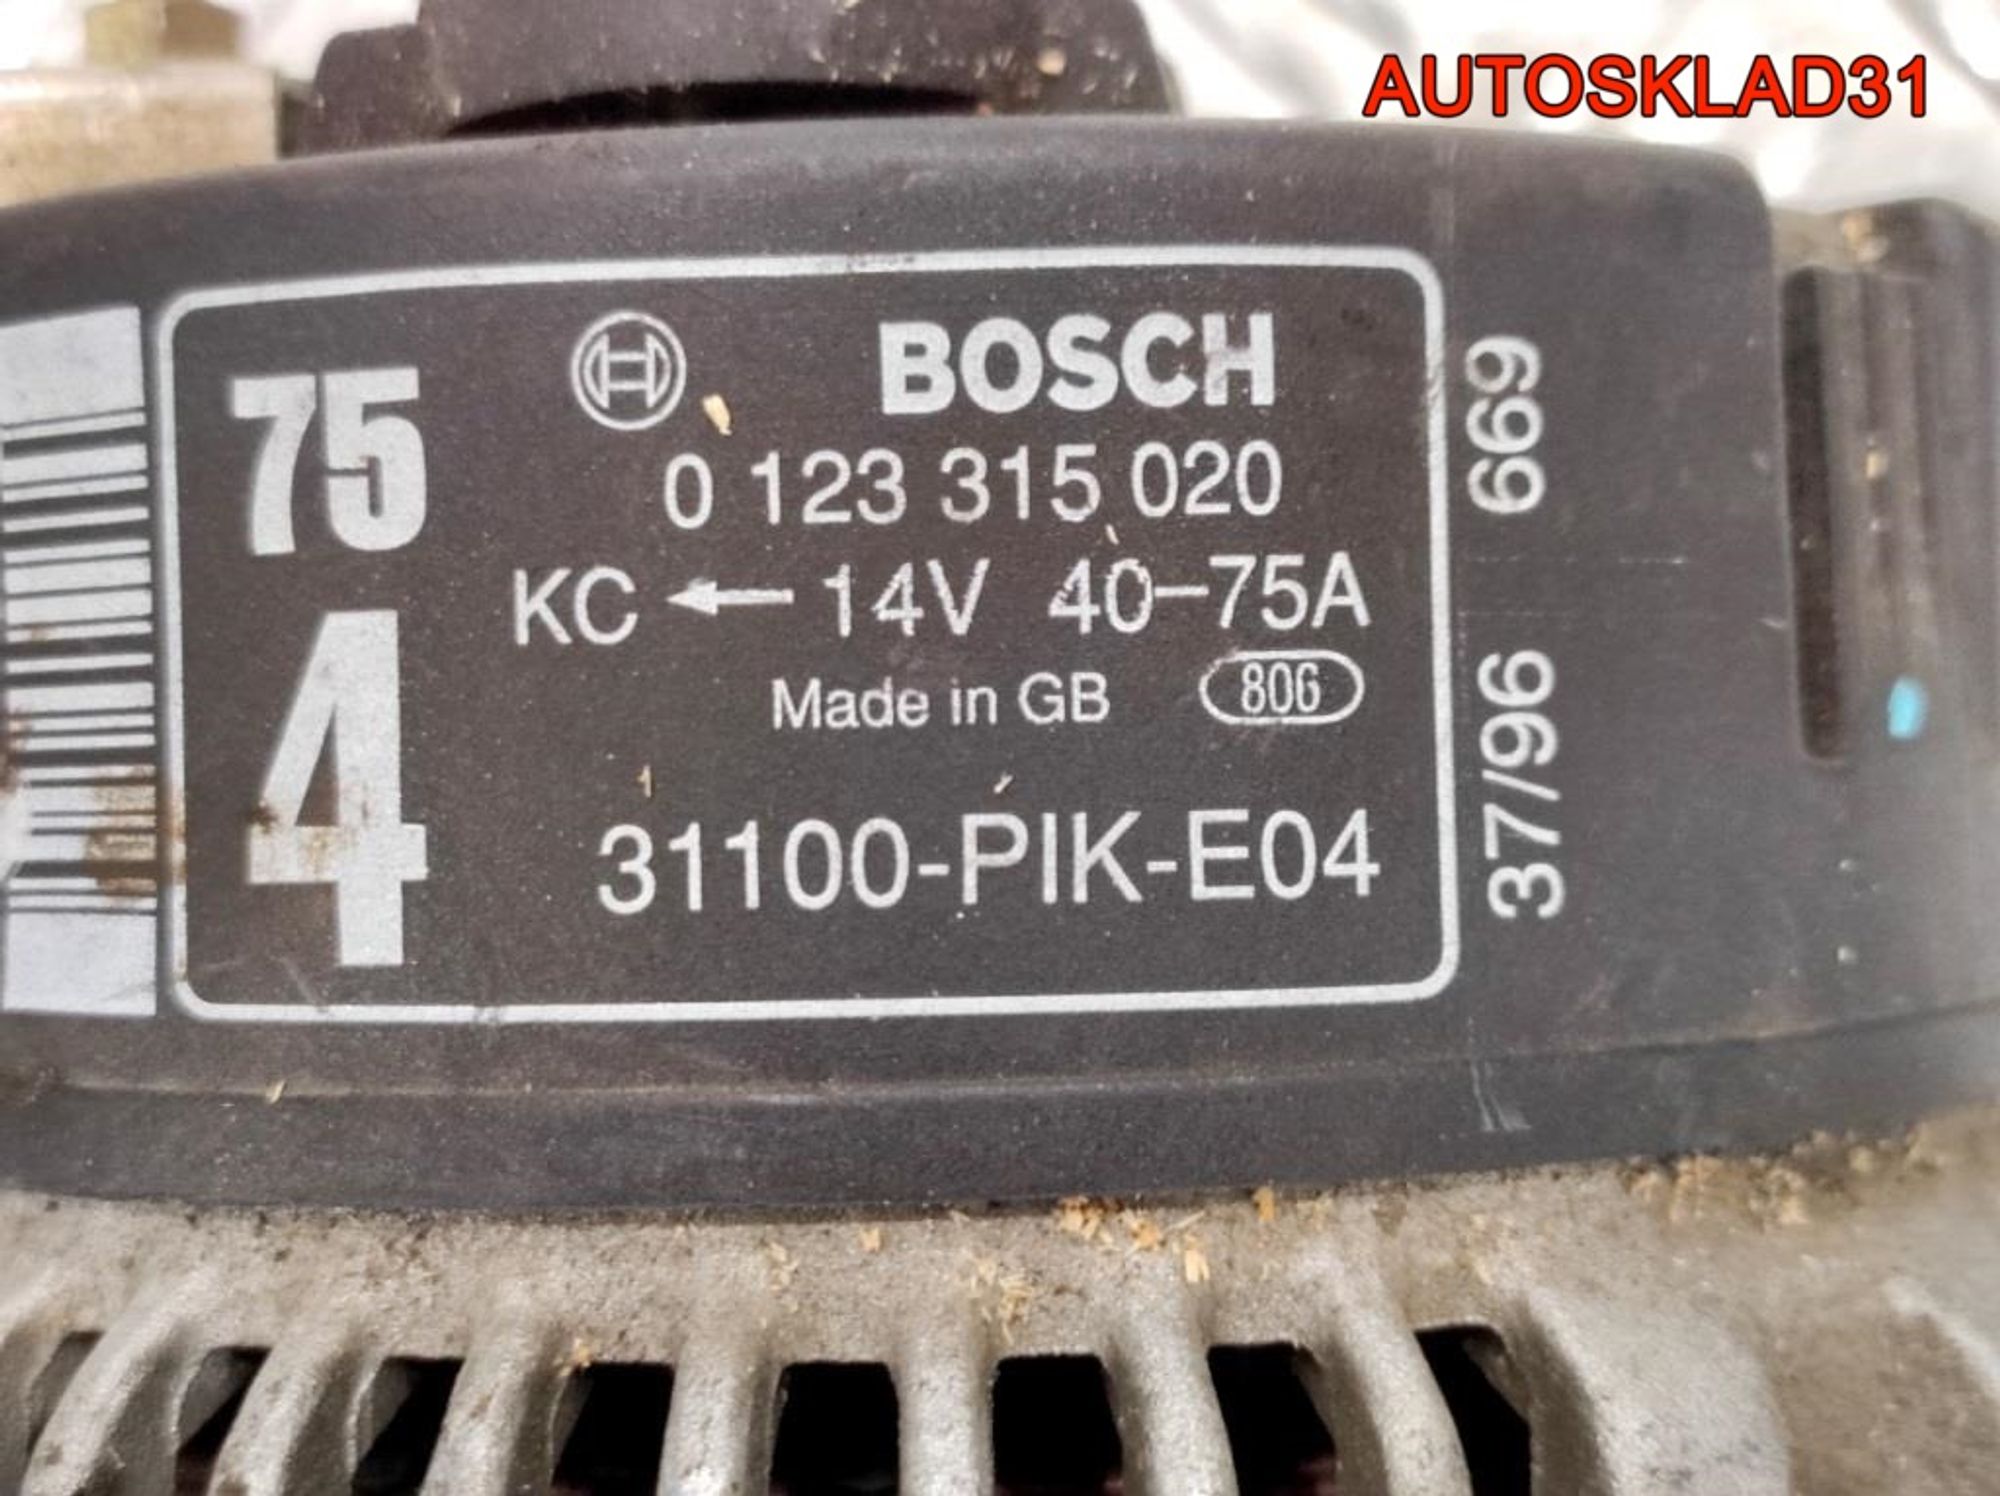 AUTOSKLAD31
75
4
BOSCH
0 123 315 020
KC ← 14V 40-75A
Made in GB 806
31100-PIK-E04
669
37/96